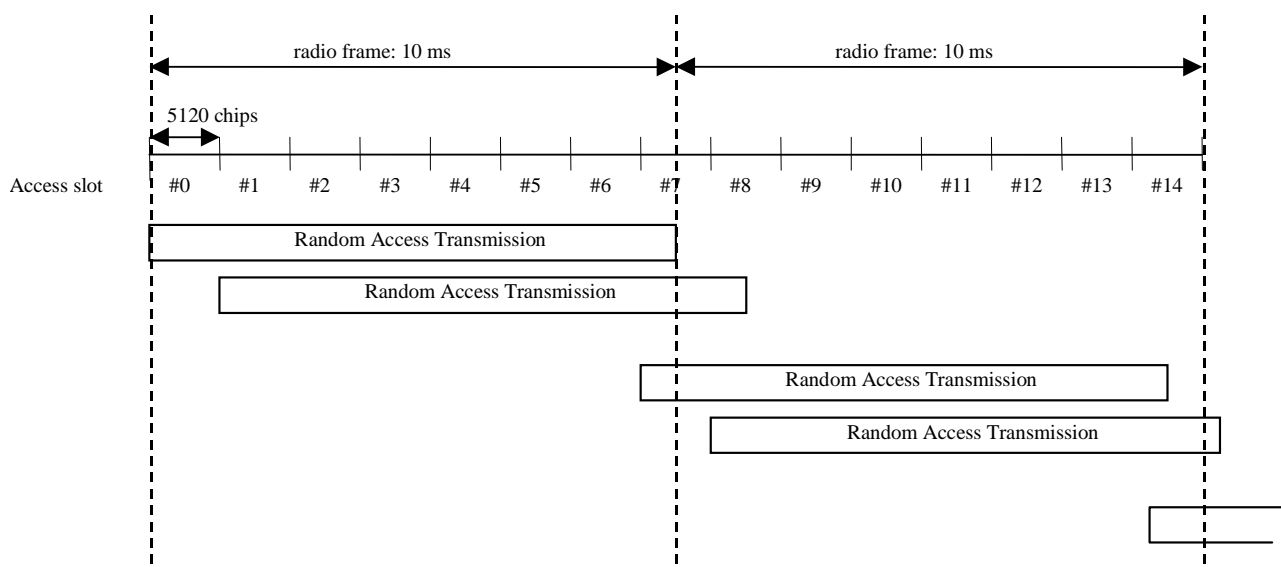 radio frame: 10 ms radio frame: 10 ms
5120 chips
Access slot #0 #1 #2 #3 #4 #5 #6 #7 #8 #9 #10 #11 #12 #13 #14
Random Access Transmission
Random Access Transmission
Random Access Transmission
Random Access Transmission